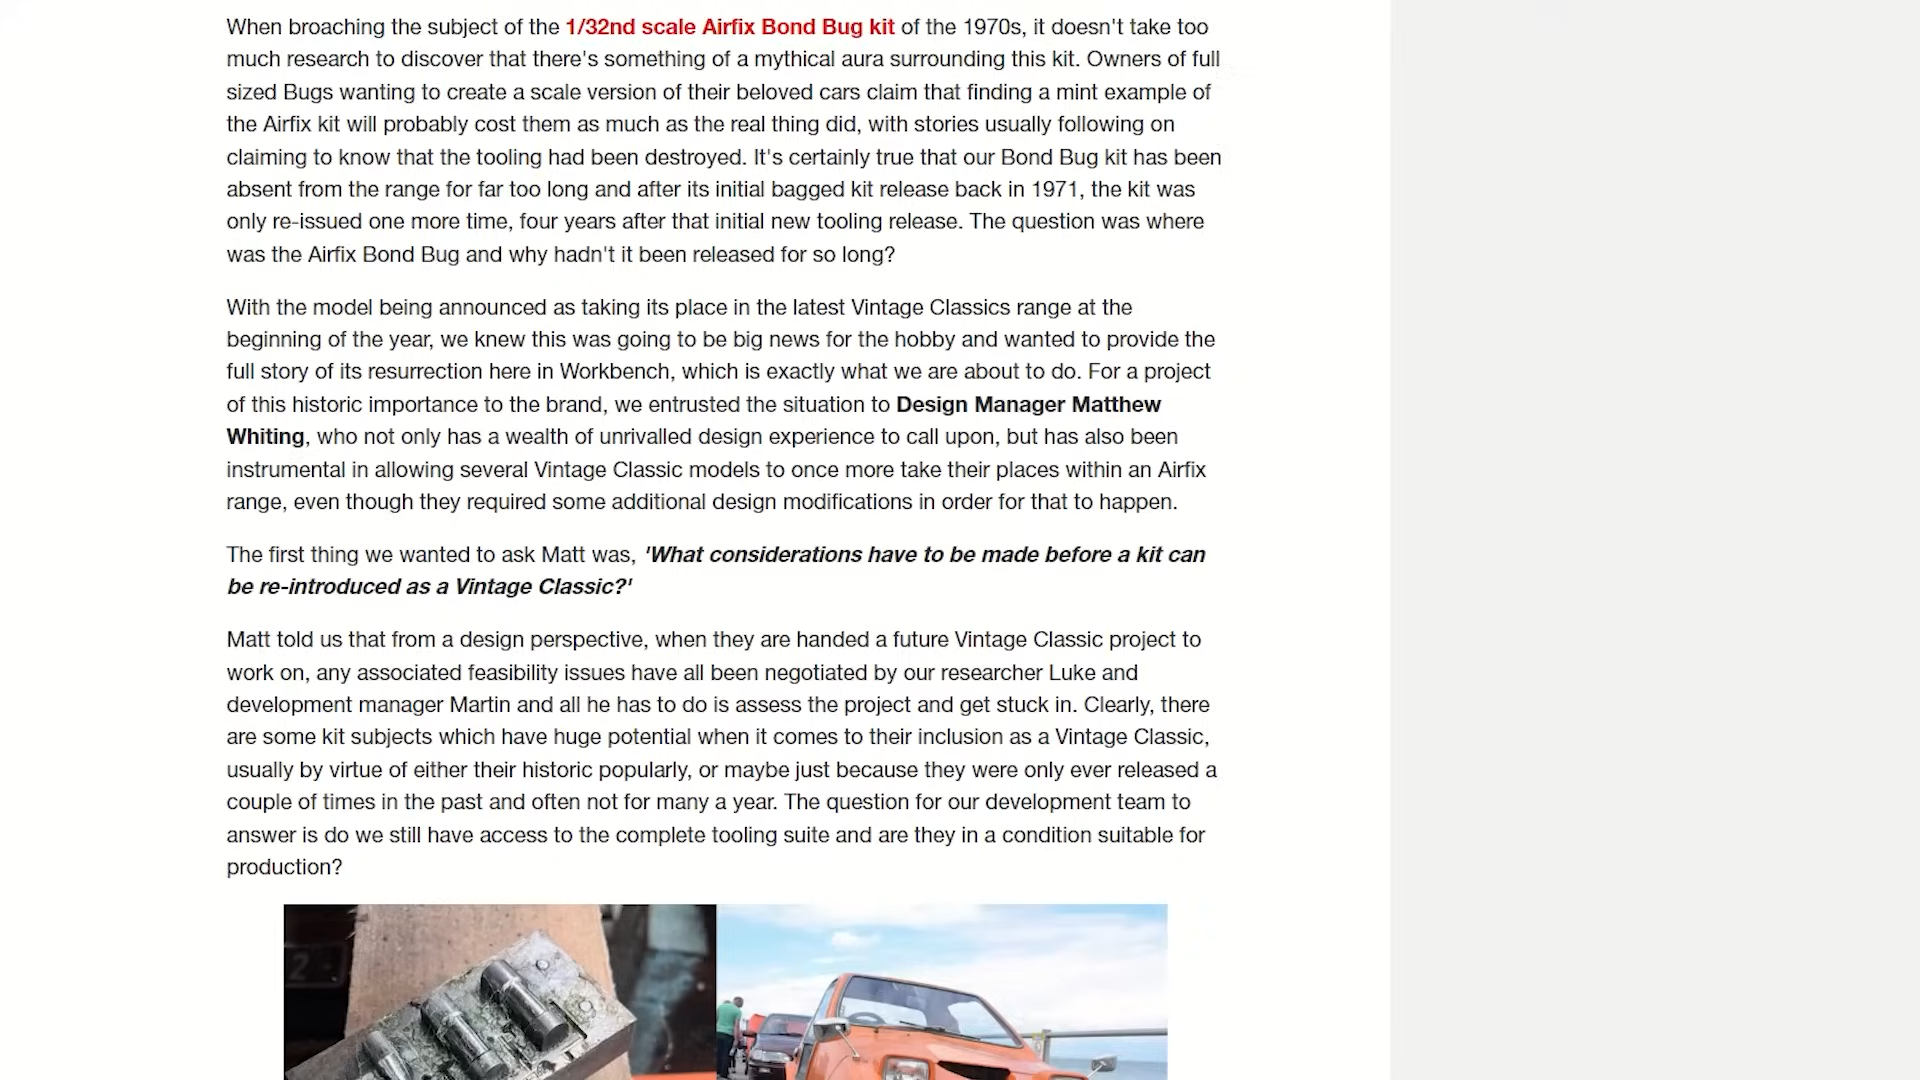 When broaching the subject of the 1/32nd scale Airfix Bond Bug kit of the 1970s, it doesn't take too
much research to discover that there's something of a mythical aura surrounding this kit. Owners of full
sized Bugs wanting to create a scale version of their beloved cars claim that finding a mint example of
the Airfix kit will probably cost them as much as the real thing did, with stories usually following on
claiming to know that the tooling had been destroyed. It's certainly true that our Bond Bug kit has been
absent from the range for far too long and after its initial bagged kit release back in 1971, the kit was
only re-issued one more time, four years after that initial new tooling release. The question was where
was the Airfix Bond Bug and why hadn't it been released for so long?
With the model being announced as taking its place in the latest Vintage Classics range at the
beginning of the year, we knew this was going to be big news for the hobby and wanted to provide the
full story of its resurrection here in Workbench, which is exactly what we are about to do. For a project
of this historic importance to the brand, we entrusted the situation to Design Manager Matthew
Whiting, who not only has a wealth of unrivalled design experience to call upon, but has also been
instrumental in allowing several Vintage Classic models to once more take their places within an Airfix
range, even though they required some additional design modifications in order for that to happen.
The first thing we wanted to ask Matt was, 'What considerations have to be made before a kit can
be re-introduced as a Vintage Classic?'
Matt told us that from a design perspective, when they are handed a future Vintage Classic project to
work on, any associated feasibility issues have all been negotiated by our researcher Luke and
development manager Martin and all he has to do is assess the project and get stuck in. Clearly, there
are some kit subjects which have huge potential when it comes to their inclusion as a Vintage Classic,
usually by virtue of either their historic popularly, or maybe just because they were only ever released a
couple of times in the past and often not for many a year. The question for our development team to
answer is do we still have access to the complete tooling suite and are they in a condition suitable for
production?
2